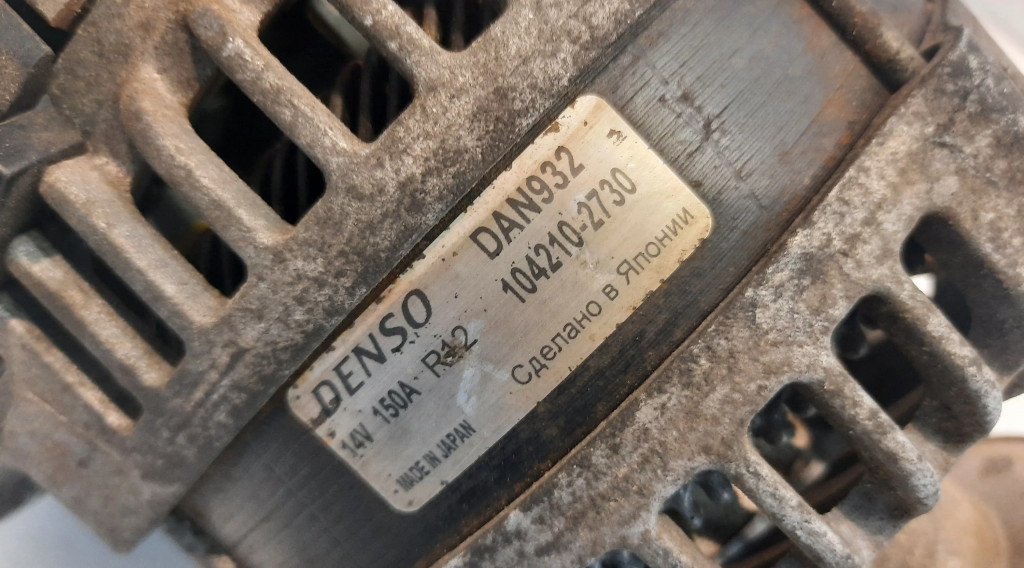 DENSO DAN932
14V 150A R12 104210-2730
MADE IN JAPAN Сделано в Японии